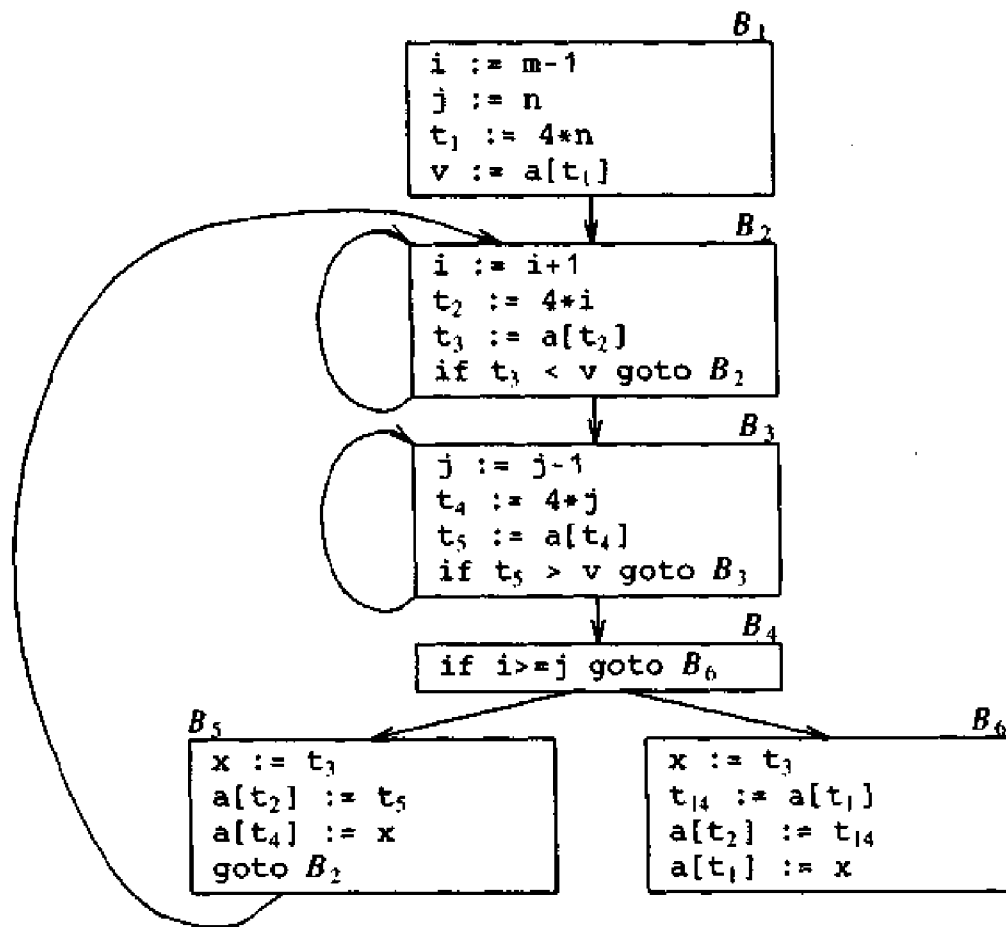 B₁
i := m-1
j := n
t₁ := 4*n
v := a[t₁]
B₂
i := i+1
t₂ := 4*i
t₃ := a[t₂]
if t₃ < v goto B₂
B₃
j := j-1
t₄ := 4*j
t₅ := a[t₄]
if t₅ > v goto B₃
B₄
if i>=j goto B₆
B₅
x := t₃
a[t₂] := t₅
a[t₄] := x
goto B₂
B₆
x := t₃
t₁₄ := a[t₁]
a[t₂] := t₁₄
a[t₁] := x